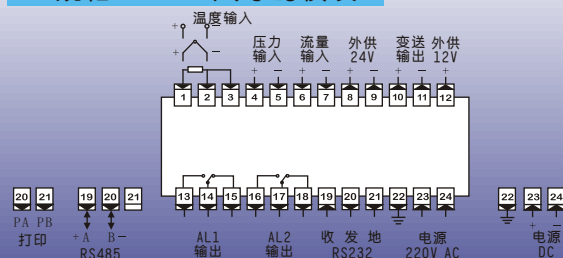 温度输入
+ −
+ −
压力 流量 外供 变送 外供
输入 输入 24V 输出 12V
+ − + − + − + − +
1 2 3 4 5 6 7 8 9 10 11 12
13 14 15 16 17 18 19 20 21 22 23 24
20 21 19 20 21 22 23 24
PA PB +A B− + −
打印 RS485
AL1 AL2 收 发 地 电源 电源
输出 输出 RS232 220V AC DC